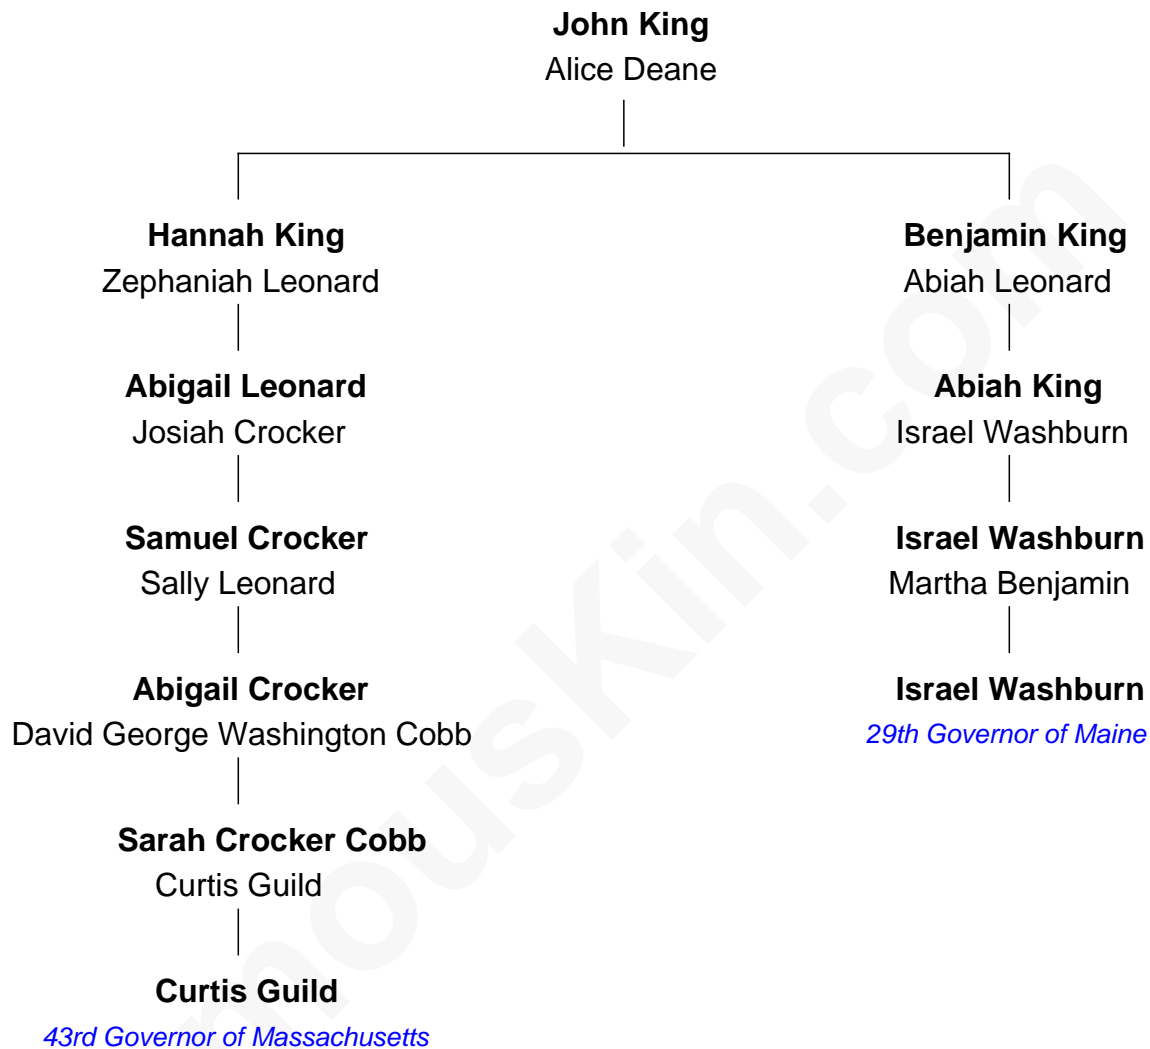 John King
Alice Deane
Hannah King
Zephaniah Leonard
Abigail Leonard
Josiah Crocker
Samuel Crocker
Sally Leonard
Abigail Crocker
David George Washington Cobb
Sarah Crocker Cobb
Curtis Guild
Curtis Guild
43rd Governor of Massachusetts
Benjamin King
Abiah Leonard
Abiah King
Israel Washburn
Israel Washburn
Martha Benjamin
Israel Washburn
29th Governor of Maine
mousKin.com